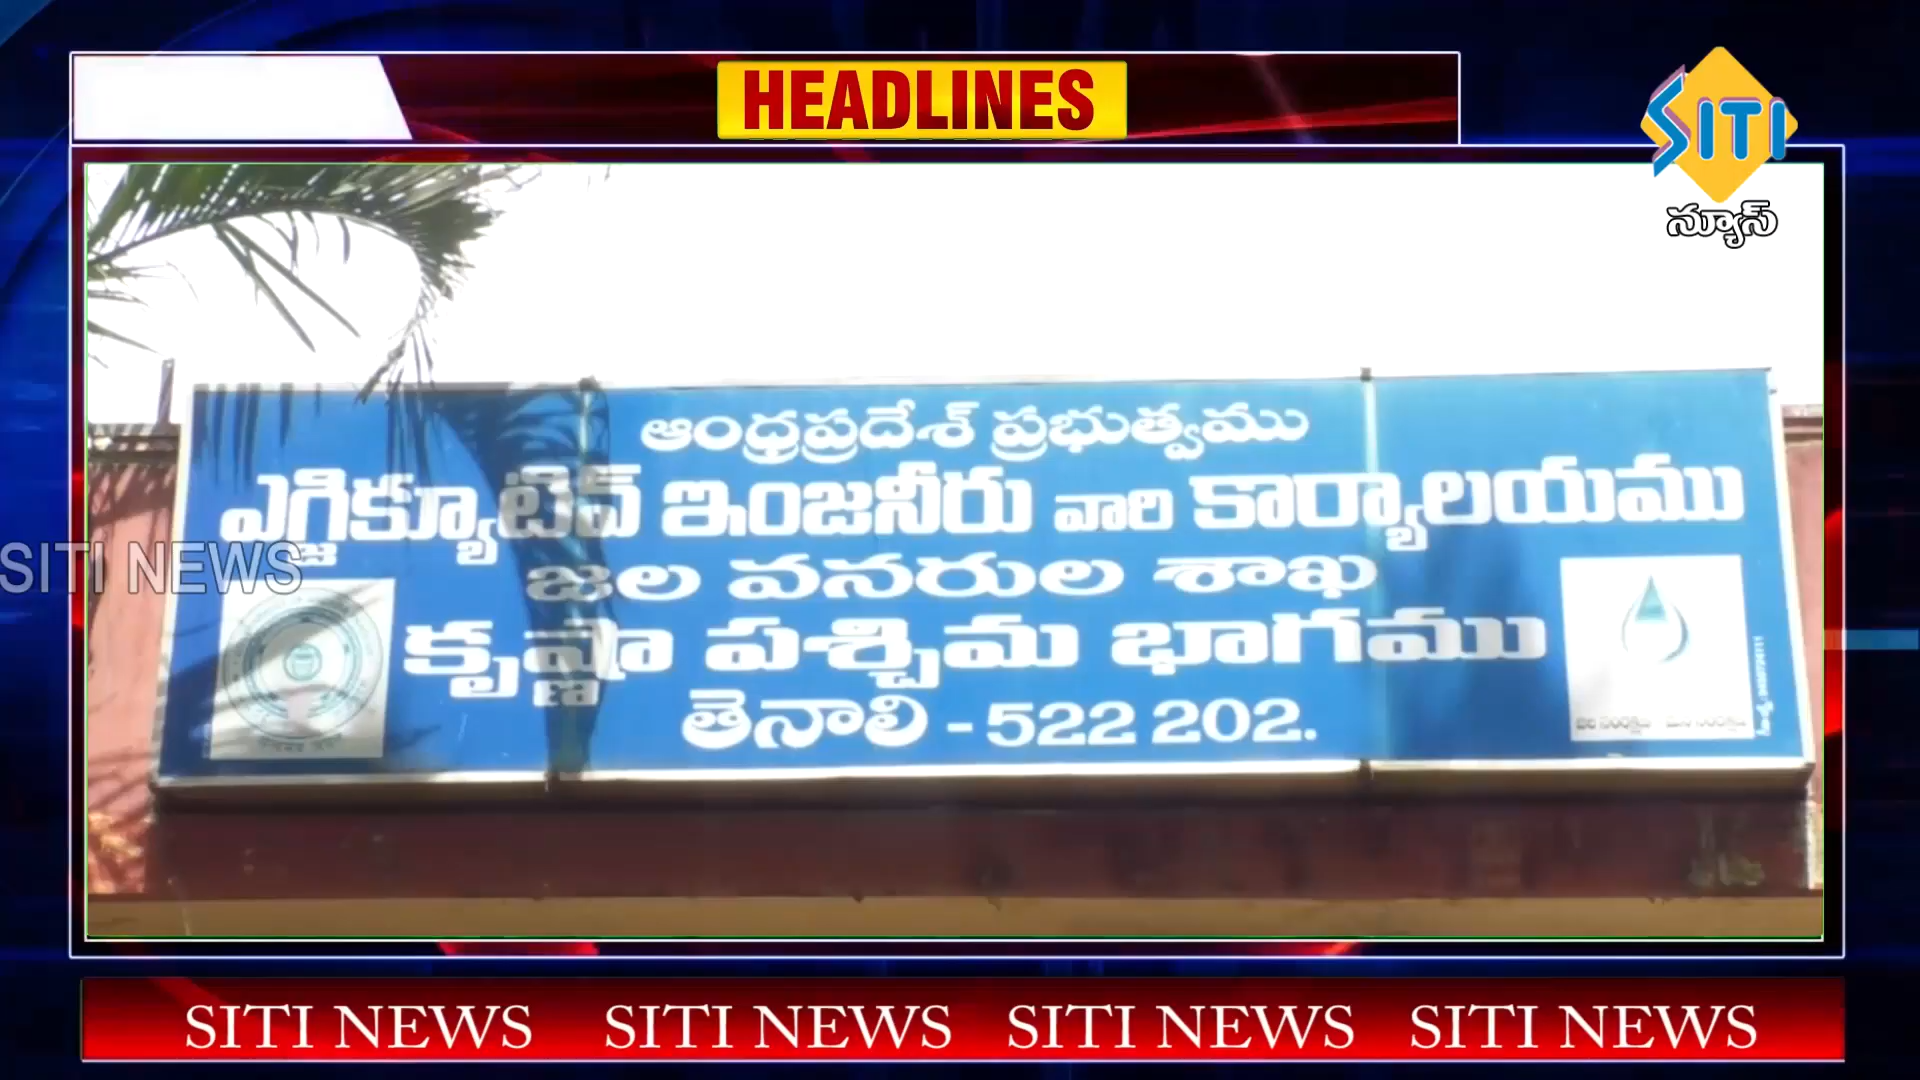 HEADLINES
SITI
న్యూస్
ఆంధ్రప్రదేశ్ ప్రభుత్వము
ఎగ్జిక్యూటివ్ ఇంజనీరు వారి కార్యాలయము
జల వనరుల శాఖ
కృష్ణా పశ్చిమ భాగము
తెనాలి - 522 202.
SITI NEWS
SITI NEWS SITI NEWS SITI NEWS SITI NEWS